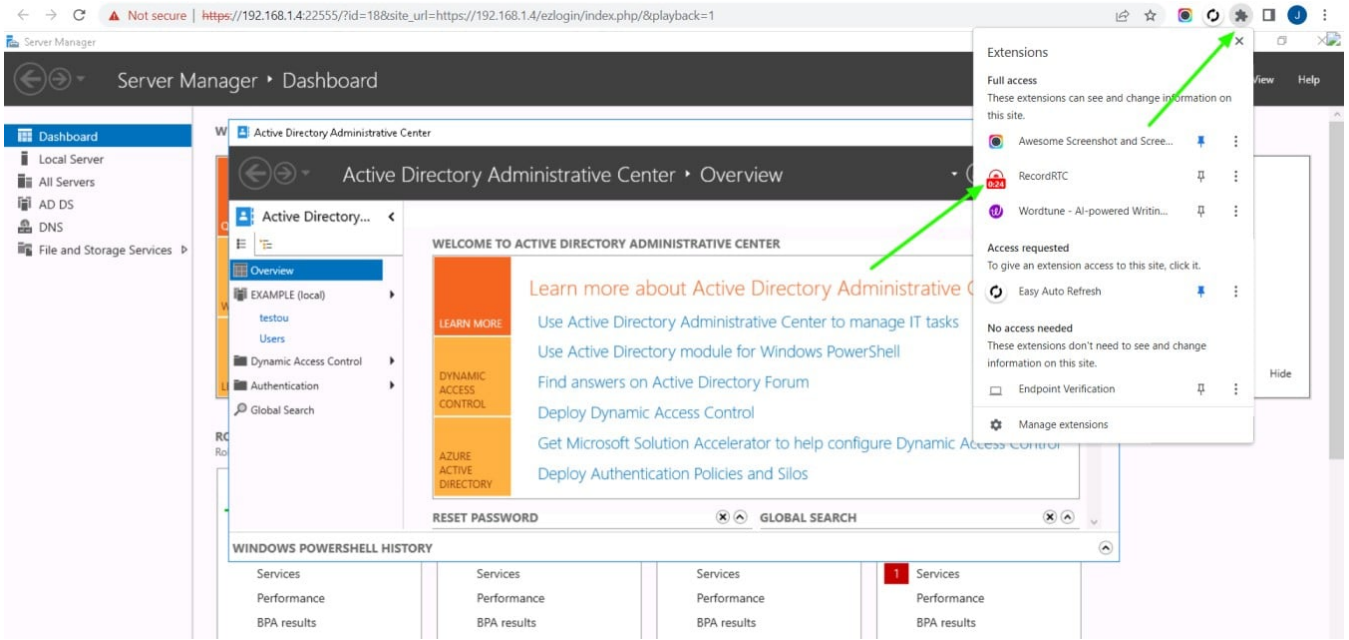 Not secure | https://192.168.1.4:22555/?id=18&site_url=https://192.168.1.4/ezlogin/index.php/&playback=1
J
Server Manager
Server Manager • Dashboard
View
Help
Dashboard
Local Server
All Servers
AD DS
DNS
File and Storage Services
W
Active Directory Administrative Center
Active Directory Administrative Center • Overview
Active Directory...
Overview
EXAMPLE (local)
testou
Users
Dynamic Access Control
Authentication
Global Search
WELCOME TO ACTIVE DIRECTORY ADMINISTRATIVE CENTER
LEARN MORE
DYNAMIC
ACCESS
CONTROL
AZURE
ACTIVE
DIRECTORY
Learn more about Active Directory Administrative C
Use Active Directory Administrative Center to manage IT tasks
Use Active Directory module for Windows PowerShell
Find answers on Active Directory Forum
Deploy Dynamic Access Control
Get Microsoft Solution Accelerator to help configure Dynamic Access Control
Deploy Authentication Policies and Silos
RESET PASSWORD
GLOBAL SEARCH
WINDOWS POWERSHELL HISTORY
Extensions
Full access
These extensions can see and change information on
this site.
Awesome Screenshot and Scree...
RecordRTC
0:24
Wordtune - AI-powered Writin...
Access requested
To give an extension access to this site, click it.
Easy Auto Refresh
No access needed
These extensions don't need to see and change
information on this site.
Endpoint Verification
Manage extensions
Hide
RO
Ro
Services
Performance
BPA results
Services
Performance
BPA results
Services
Performance
BPA results
1 Services
Performance
BPA results